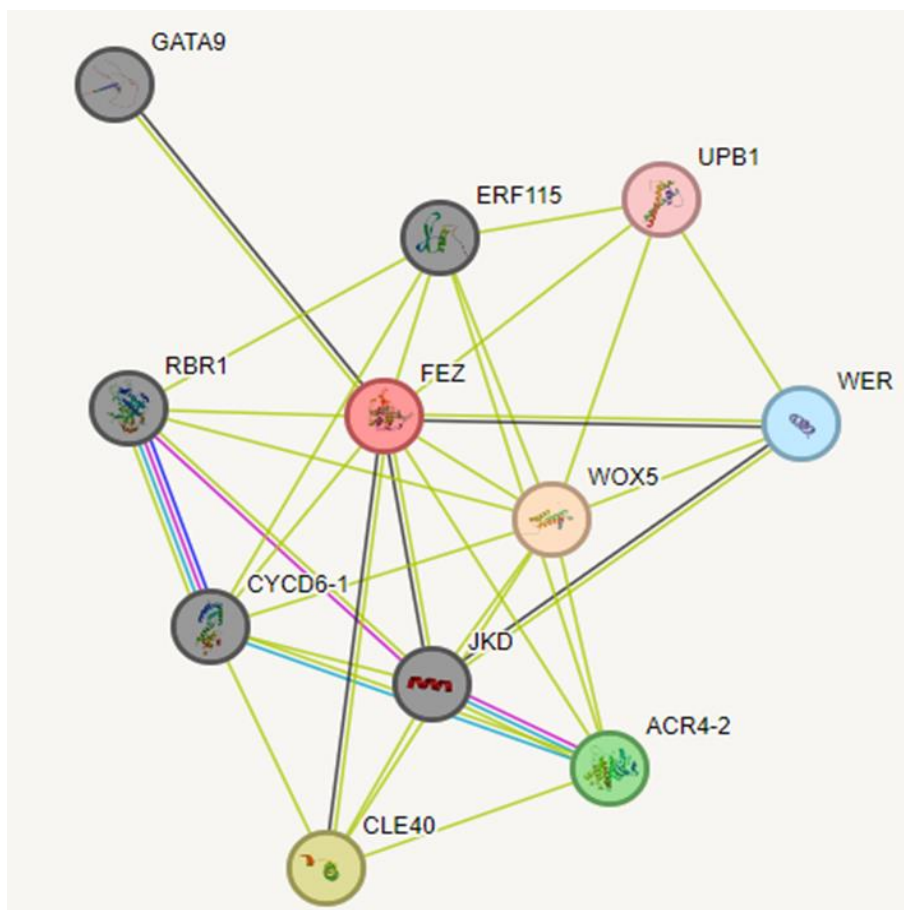 GATA9
UPB1
ERF115
RBR1
FEZ
WER
WOX5
CYCD6-1
JKD
ACR4-2
CLE40